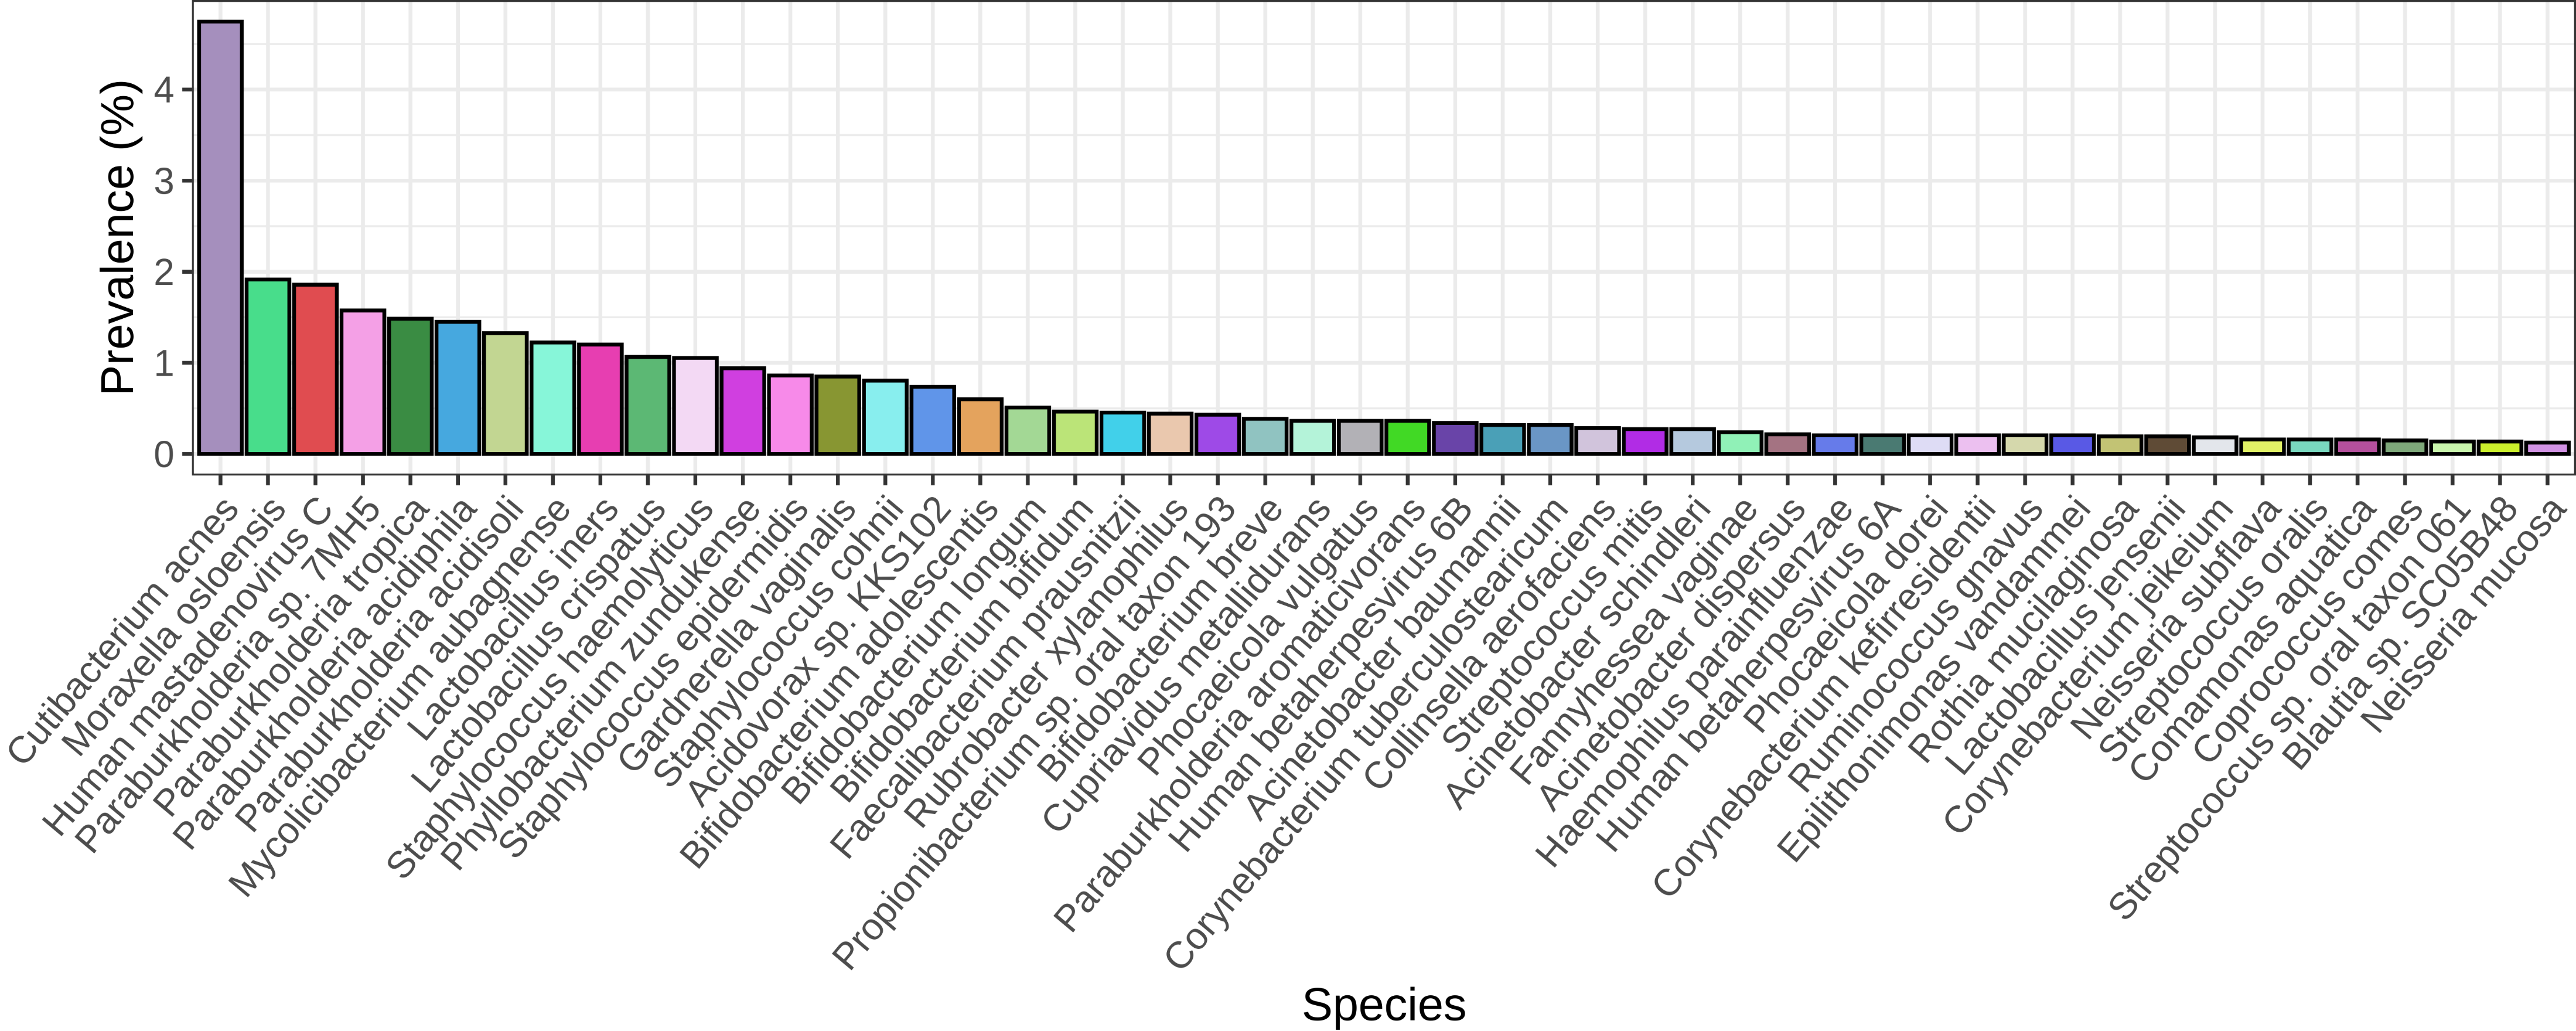 Prevalence (%)
4
3
2
1
0
Cutibacterium acnes
Moraxella osloensis
Human mastadenovirus C
Paraburkholderia sp. 7MH5
Paraburkholderia tropica
Paraburkholderia acidiphila
Paraburkholderia acidisoli
Mycolicibacterium aubagnense
Lactobacillus iners
Lactobacillus crispatus
Staphylococcus haemolyticus
Phyllobacterium zundukense
Staphylococcus epidermidis
Gardnerella vaginalis
Staphylococcus cohnii
Acidovorax sp. KKS102
Bifidobacterium adolescentis
Bifidobacterium longum
Bifidobacterium bifidum
Faecalibacterium prausnitzii
Rubrobacter xylanophilus
Propionibacterium sp. oral taxon 193
Bifidobacterium breve
Cupriavidus metallidurans
Phocaeicola vulgatus
Paraburkholderia aromaticivorans
Human betaherpesvirus 6B
Acinetobacter baumannii
Corynebacterium tuberculostearicum
Collinsella aerofaciens
Streptococcus mitis
Acinetobacter schindleri
Fannyhessea vaginae
Acinetobacter dispersus
Haemophilus parainfluenzae
Human betaherpesvirus 6A
Phocaeicola dorei
Corynebacterium kefirresidentii
Ruminococcus gnavus
Epilithonimonas vandammei
Rothia mucilaginosa
Lactobacillus jensenii
Corynebacterium jeikeium
Neisseria subflava
Streptococcus oralis
Comamonas aquatica
Coprococcus comes
Streptococcus sp. oral taxon 061
Blautia sp. SC05B48
Neisseria mucosa
Species